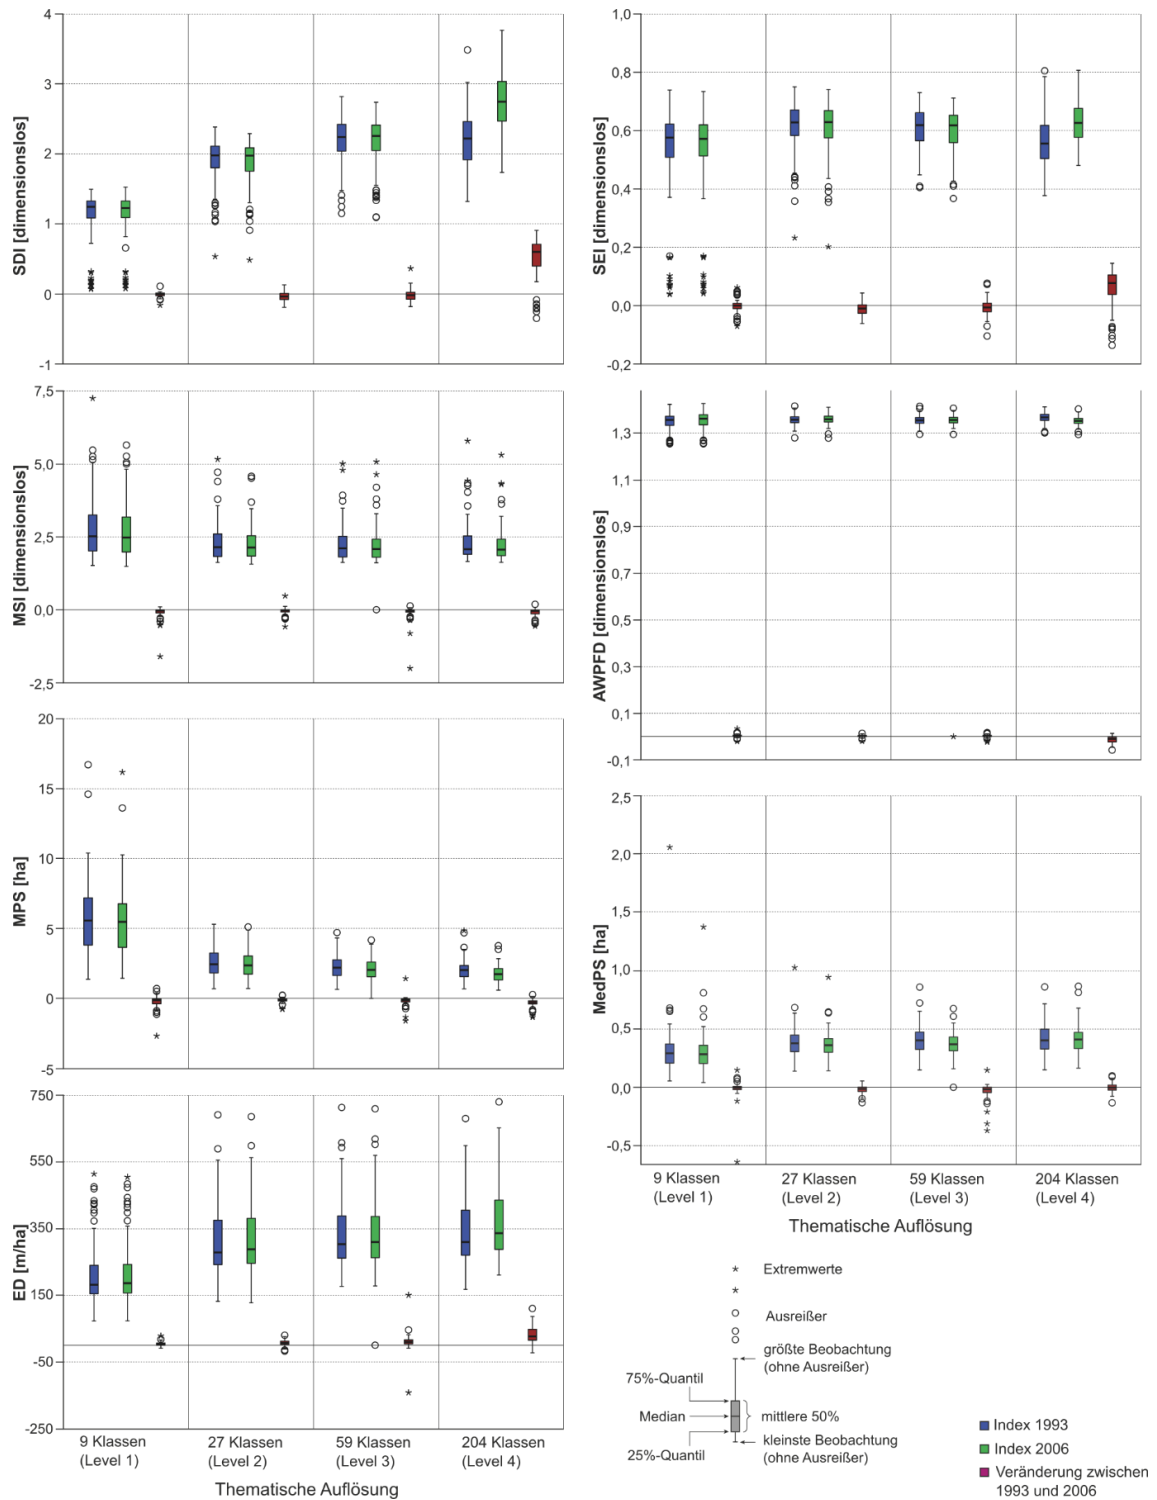 4
3
2
1
0
-1
SDI [dimensionslos]
1,0
0,8
0,6
0,4
0,2
0,0
-0,2
SEI [dimensionslos]
7,5
5,0
2,5
0,0
-2,5
MSI [dimensionslos]
1,3
1,1
0,9
0,7
0,5
0,3
0,1
-0,1
AWPFD [dimensionslos]
20
15
10
5
0
-5
MPS [ha]
2,5
2,0
1,5
1,0
0,5
0,0
-0,5
MedPS [ha]
9 Klassen
(Level 1)
27 Klassen
(Level 2)
59 Klassen
(Level 3)
204 Klassen
(Level 4)
Thematische Auflösung
750
550
350
150
-50
-250
ED [m/ha]
9 Klassen
(Level 1)
27 Klassen
(Level 2)
59 Klassen
(Level 3)
204 Klassen
(Level 4)
Thematische Auflösung
Extremwerte
Ausreißer
größte Beobachtung
(ohne Ausreißer)
75%-Quantil
Median
mittlere 50%
25%-Quantil
kleinste Beobachtung
(ohne Ausreißer)
Index 1993
Index 2006
Veränderung zwischen
1993 und 2006